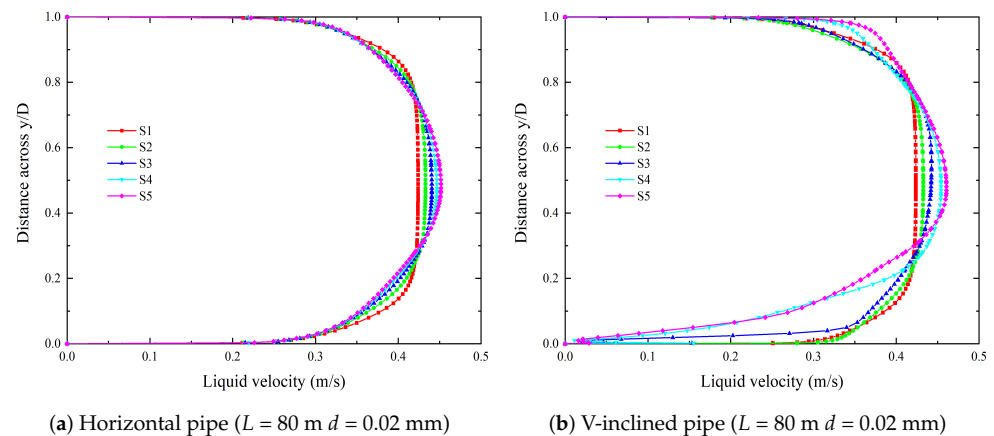 1.0
0.8
0.6
0.4
0.2
0.0
Distance across y/D
S1
S2
S3
S4
S5
0.0 0.1 0.2 0.3 0.4 0.5
Liquid velocity (m/s)
(a) Horizontal pipe (L = 80 m d = 0.02 mm)
1.0
0.8
0.6
0.4
0.2
0.0
Distance across y/D
S1
S2
S3
S4
S5
0.0 0.1 0.2 0.3 0.4 0.5
Liquid velocity (m/s)
(b) V-inclined pipe (L = 80 m d = 0.02 mm)